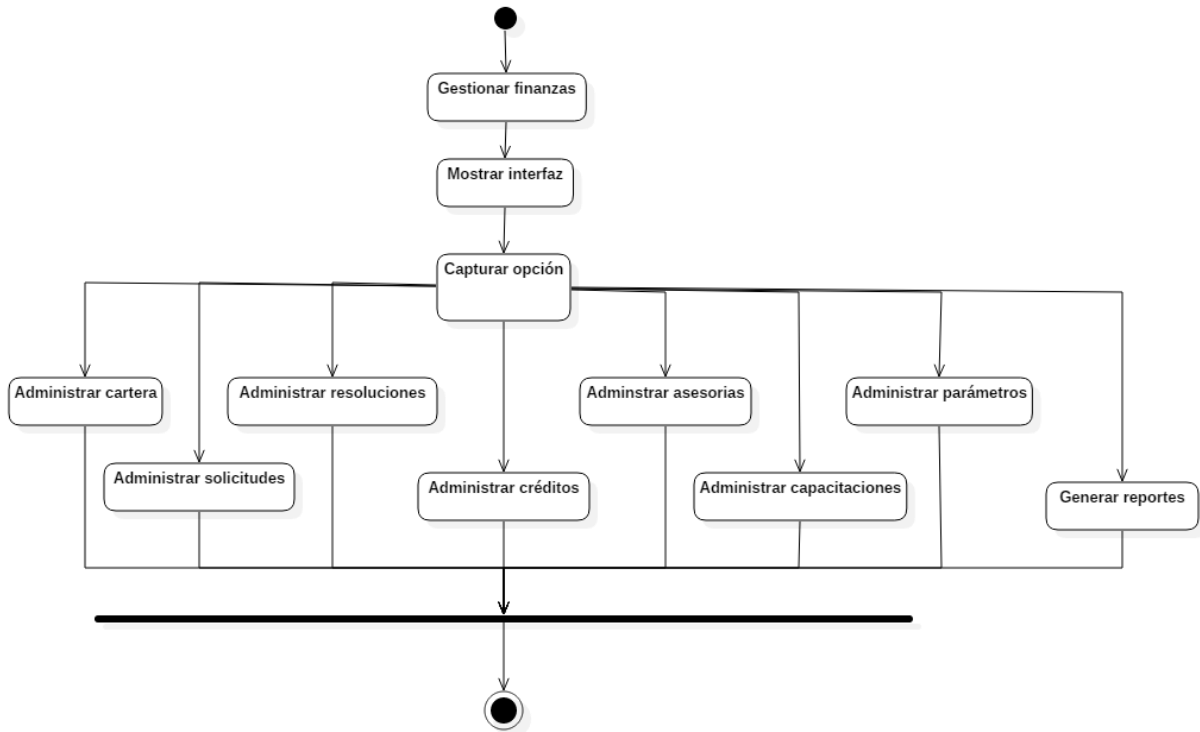 Gestionar finanzas
Mostrar interfaz
Capturar opción
Administrar cartera
Administrar resoluciones
Adminstrar asesorias
Administrar parámetros
Administrar solicitudes
Administrar créditos
Administrar capacitaciones
Generar reportes